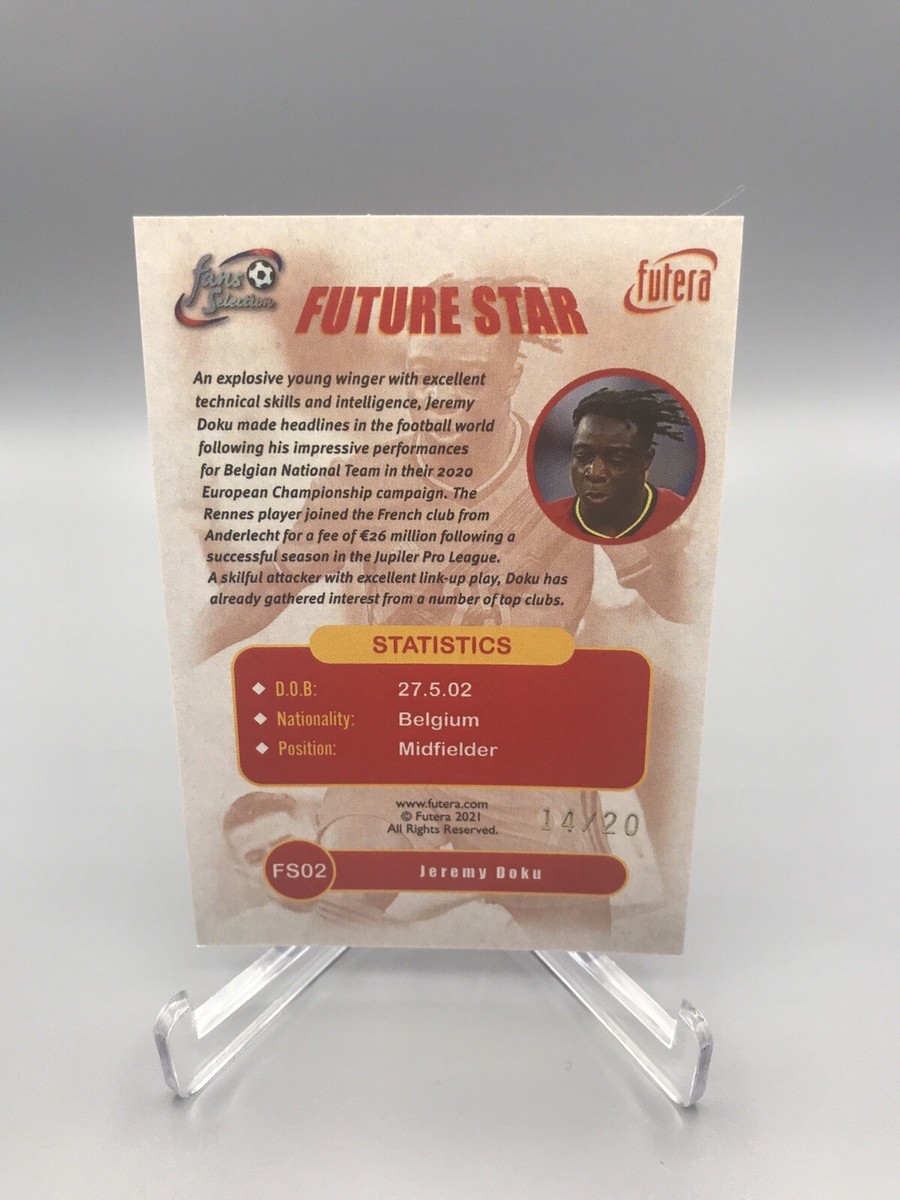 fans
Selection
FUTURE STAR
futera
An explosive young winger with excellent
technical skills and intelligence, Jeremy
Doku made headlines in the football world
following his impressive performances
for Belgian National Team in their 2020
European Championship campaign. The
Rennes player joined the French club from
Anderlecht for a fee of €26 million following a
successful season in the Jupiler Pro League.
A skilful attacker with excellent link-up play, Doku has
already gathered interest from a number of top clubs.
STATISTICS
D.O.B: 27.5.02
Nationality: Belgium
Position: Midfielder
www.futera.com
© Futera 2021
All Rights Reserved.
14/20
FS02
Jeremy Doku